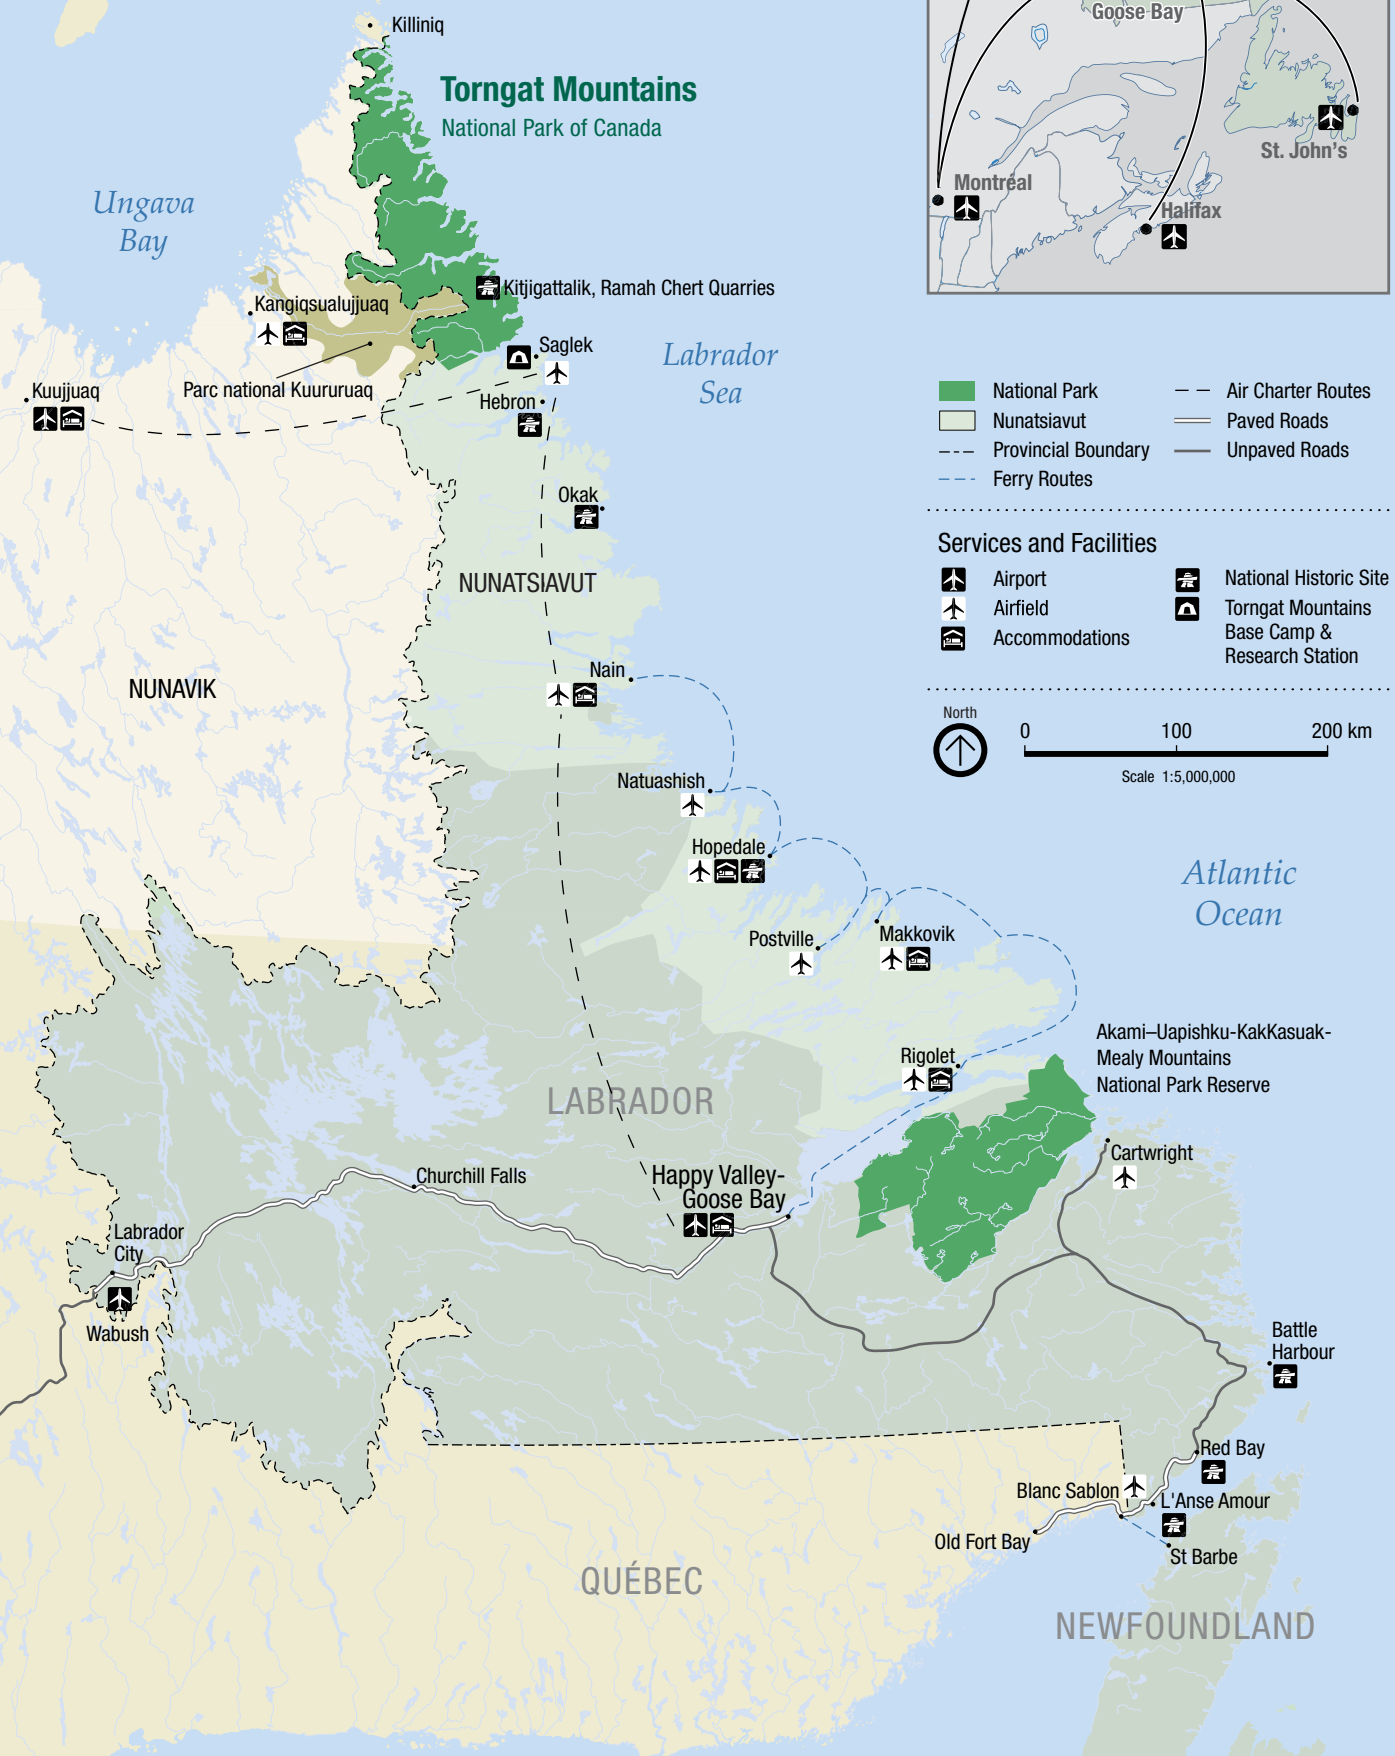 Killiniq
Torngat Mountains
National Park of Canada
Ungava
Bay
Kitjigattalik, Ramah Chert Quarries
Kangiqsualujjuaq
Saglek
Labrador
Sea
Parc national Kuururuaq
Kuujjuaq
Hebron
Okak
NUNATSIAVUT
Nain
NUNAVIK
Natuashish
Hopedale
Postville
Makkovik
Atlantic
Ocean
Akami–Uapishku-KakKasuak-
Mealy Mountains
National Park Reserve
Rigolet
LABRADOR
Cartwright
Churchill Falls
Happy Valley-
Goose Bay
Labrador
City
Wabush
Battle
Harbour
Red Bay
Blanc Sablon
L'Anse Amour
Old Fort Bay
St Barbe
QUÉBEC
NEWFOUNDLAND
Goose Bay
St. John's
Montréal
Halifax
National Park
Nunatsiavut
Provincial Boundary
Ferry Routes
Air Charter Routes
Paved Roads
Unpaved Roads
Services and Facilities
Airport
Airfield
Accommodations
National Historic Site
Torngat Mountains
Base Camp &
Research Station
North
0 100 200 km
Scale 1:5,000,000